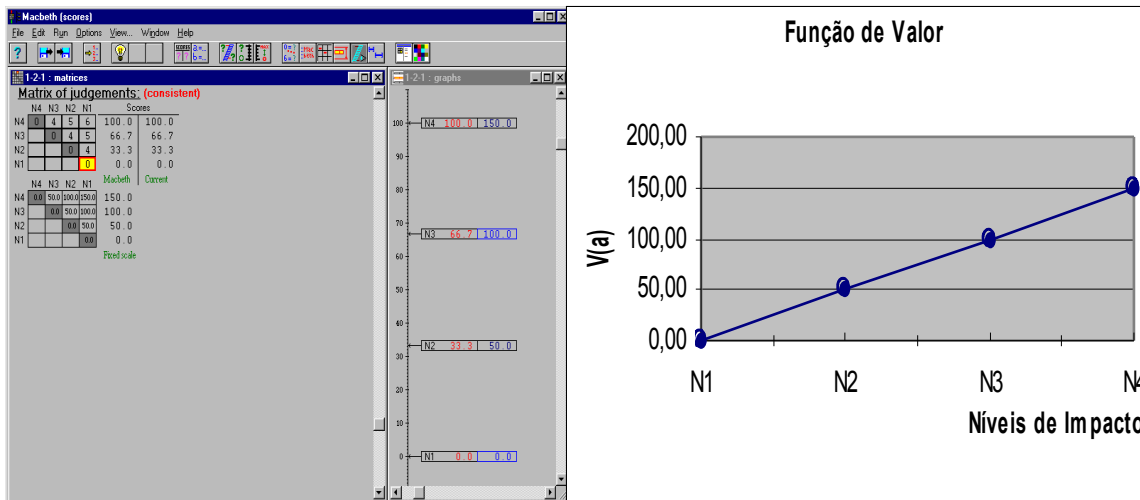 Macbeth (scores)
File Edit Run Options View... Window Help
1-2-1 : matrices
Matrix of judgements: (consistent)
N4 N3 N2 N1 Scores
N4 0 4 5 6 100.0 100.0
N3 0 4 5 66.7 66.7
N2 0 4 33.3 33.3
N1 0 0.0 0.0
Macbeth Current
N4 N3 N2 N1
N4 0.0 50.0 100.0 150.0 150.0
N3 0.0 50.0 100.0 100.0
N2 0.0 50.0 50.0
N1 0.0 0.0
Fixed scale
1-2-1 : graphs
100 N4 100.0 150.0
90
80
70
N3 66.7 100.0
60
50
40
N2 33.3 50.0
30
20
10
0 N1 0.0 0.0
Função de Valor
200,00
150,00
100,00
50,00
0,00
V(a)
N1 N2 N3 N4
Níveis de Impacto